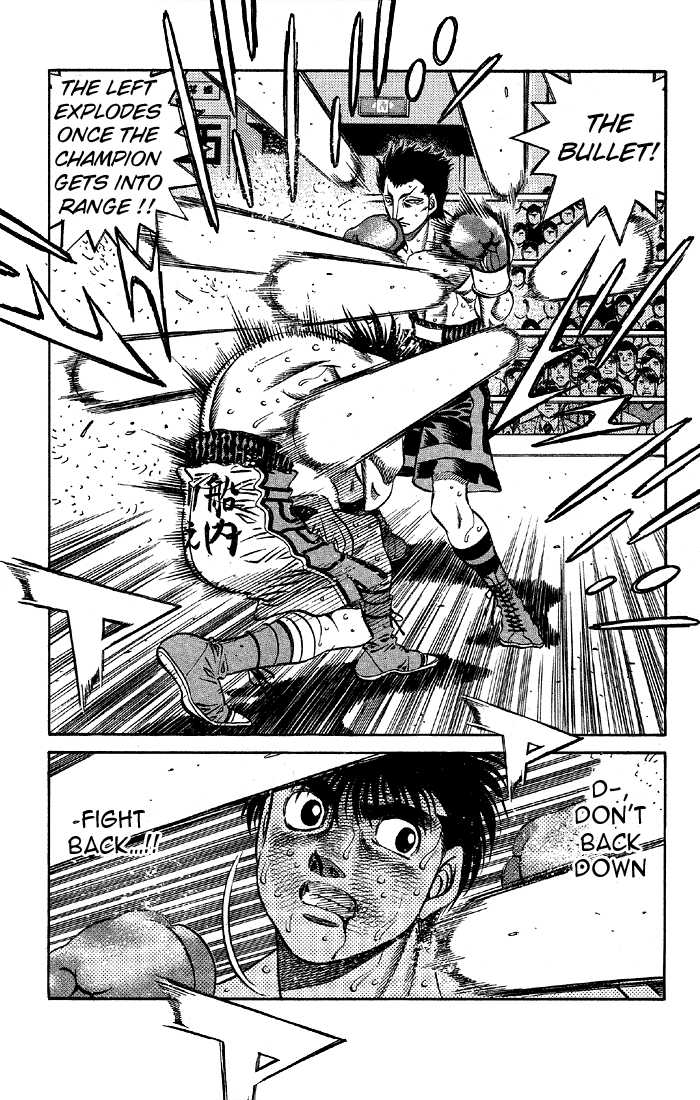 THE
BULLET!
THE LEFT
EXPLODES
ONCE THE
CHAMPION
GETS INTO
RANGE !!
船内
D-,
DON'T
BACK
DOWN
-FIGHT
BACK...!!